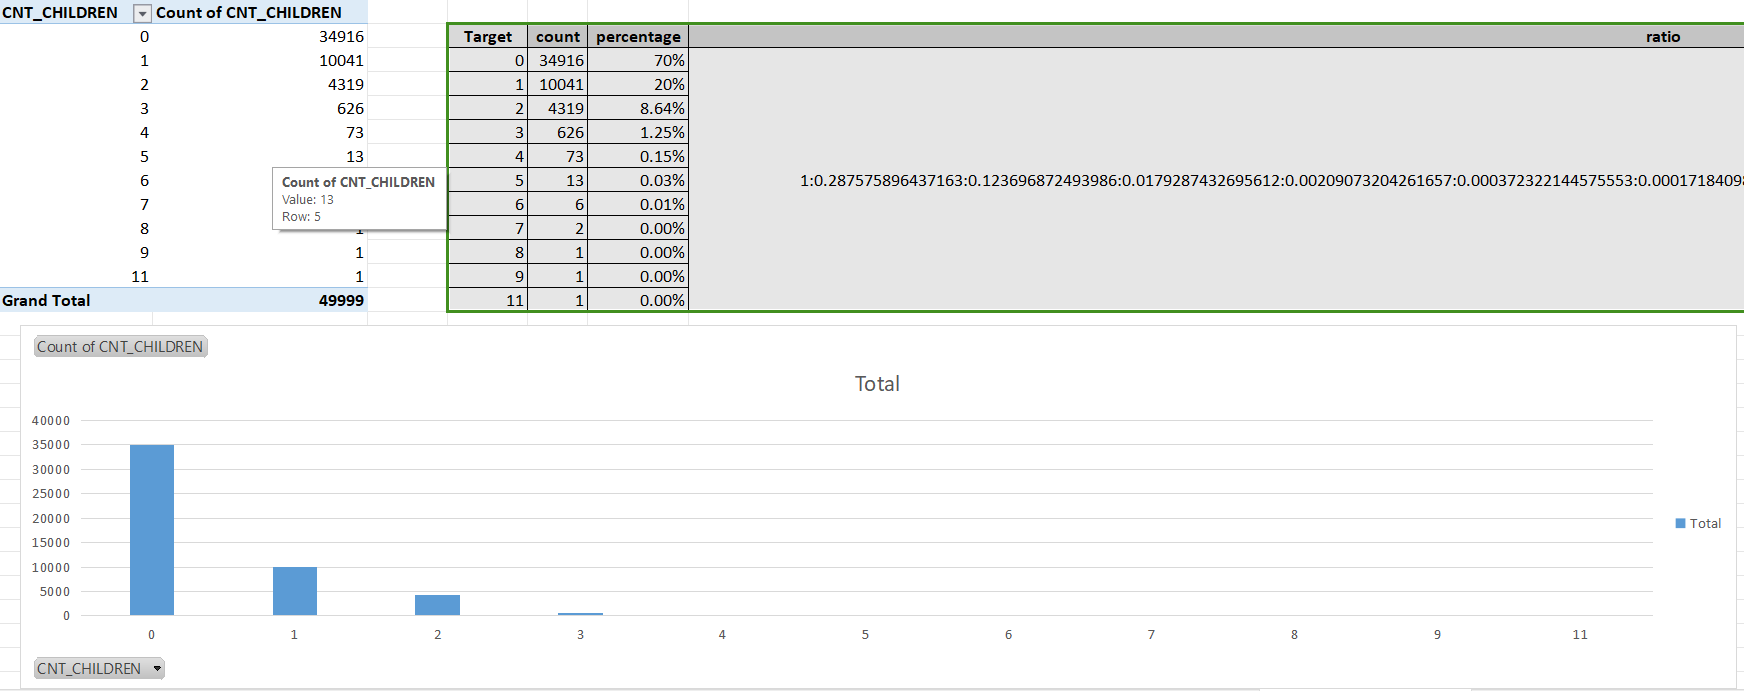 CNT_CHILDREN Count of CNT_CHILDREN
0 34916 Target count percentage ratio
1 10041 0 34916 70%
2 4319 1 10041 20%
3 626 2 4319 8.64%
4 73 3 626 1.25%
5 13 4 73 0.15%
6 Count of CNT_CHILDREN 5 13 0.03% 1:0.287575896437163:0.123696872493986:0.0179287432695612:0.00209073204261657:0.000372322144575553:0.00017184098
Value: 13
7 6 6 0.01%
Row: 5
8 1 7 2 0.00%
9 1 8 1 0.00%
11 1 9 1 0.00%
Grand Total 49999 11 1 0.00%
Count of CNT_CHILDREN
Total
40000
35000
30000
25000
20000
15000
10000
5000
0
0 1 2 3 4 5 6 7 8 9 11
Total
CNT_CHILDREN